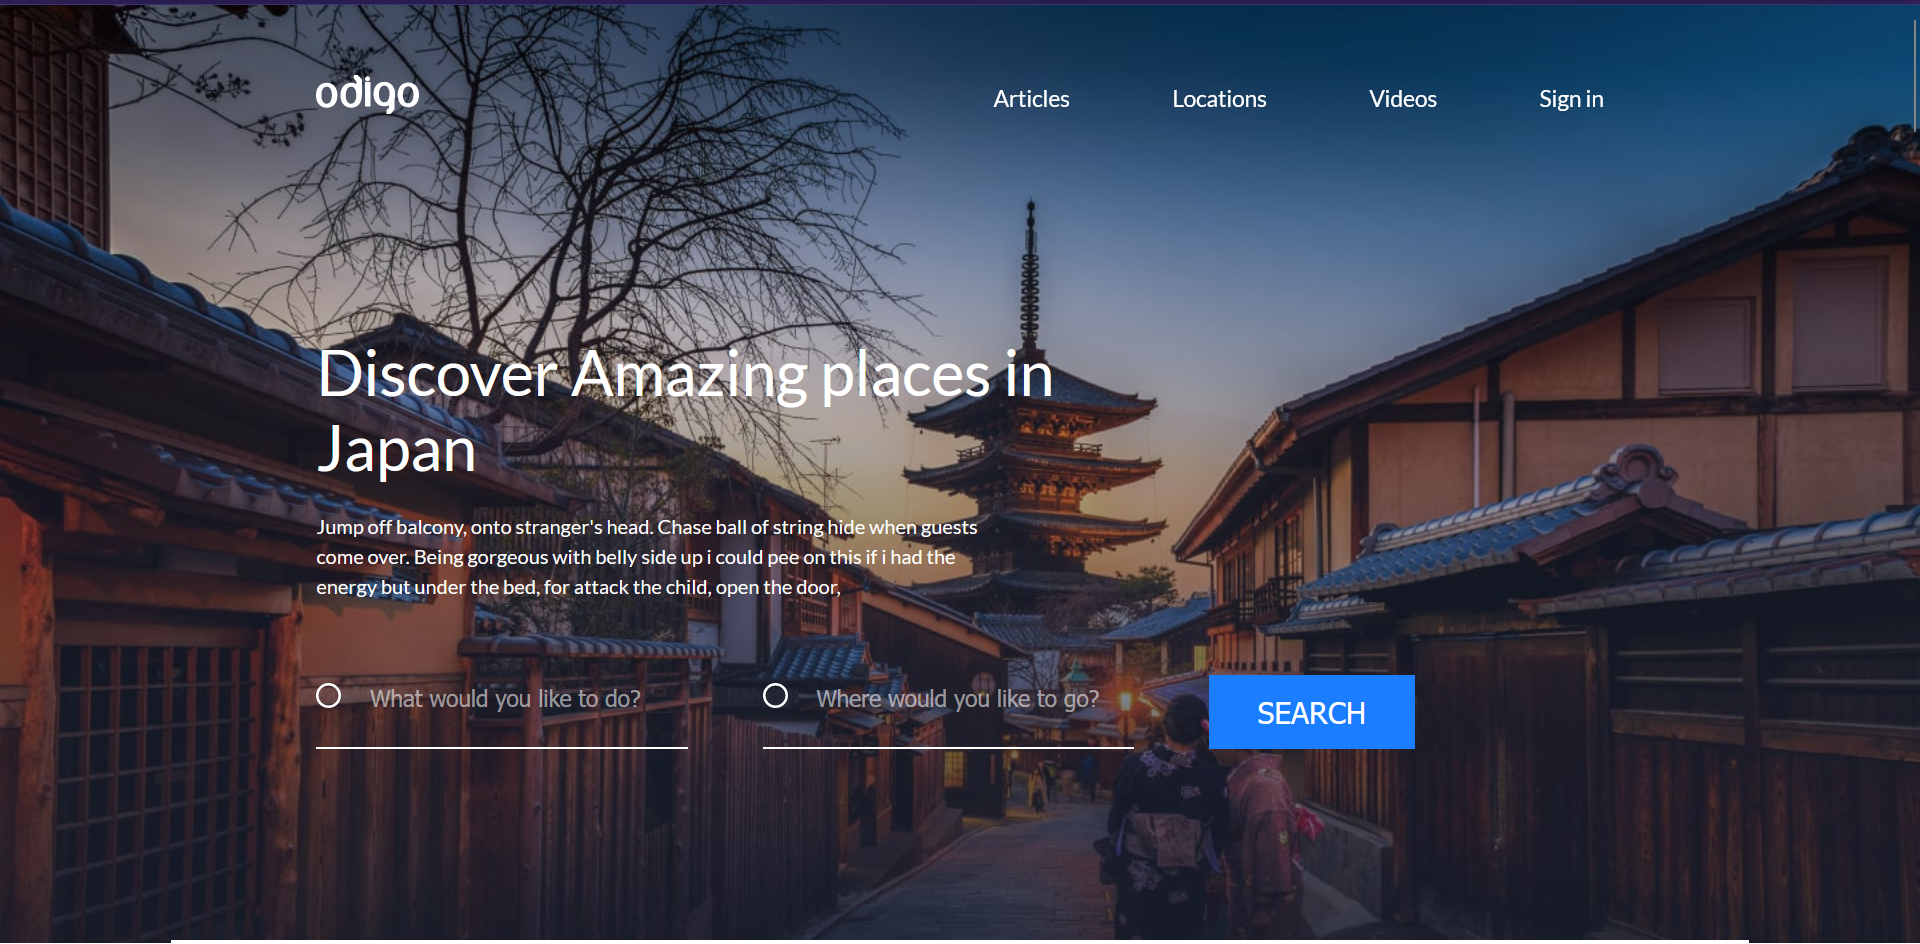 odigo
Articles
Locations
Videos
Sign in
Discover Amazing places in
Japan
Jump off balcony, onto stranger's head. Chase ball of string hide when guests
come over. Being gorgeous with belly side up i could pee on this if i had the
energy but under the bed, for attack the child, open the door,
What would you like to do?
Where would you like to go?
SEARCH